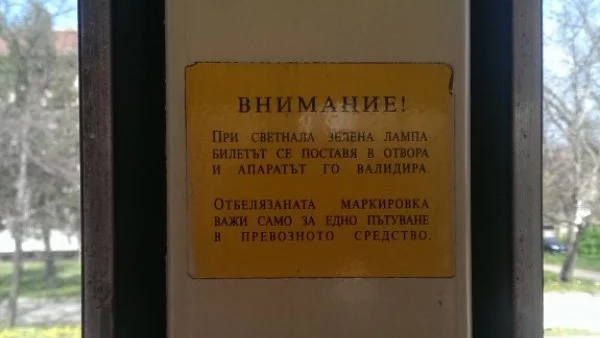 ВНИМАНИЕ!
ПРИ СВЕТНАЛА ЗЕЛЕНА ЛАМПА
БИЛЕТЪТ СЕ ПОСТАВЯ В ОТВОРА
И АПАРАТЪТ ГО ВАЛИДИРА.
ОТБЕЛЯЗАНАТА МАРКИРОВКА
ВАЖИ САМО ЗА ЕДНО ПЪТУВАНЕ
В ПРЕВОЗНОТО СРЕДСТВО.